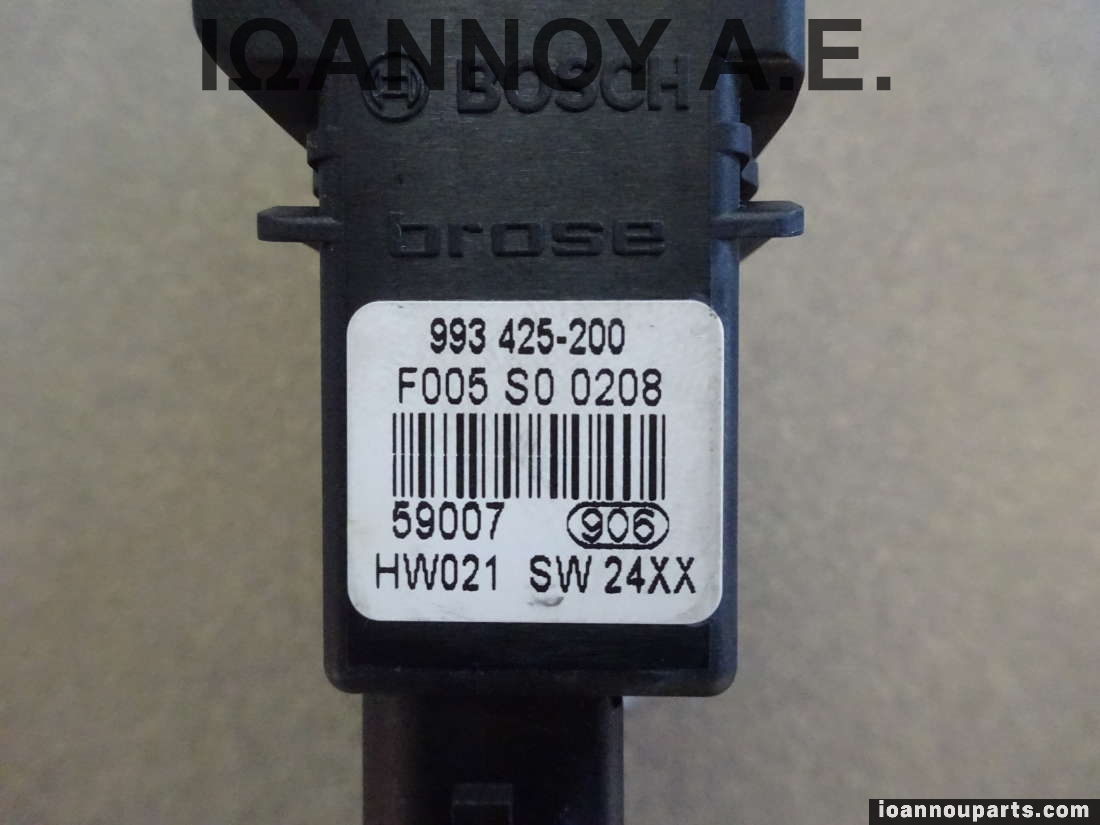 ΙΩΑΝΝΟΥ Α.Ε.
BOSCH
brose
993 425-200
F005 S0 0208
59007 906
HW021 SW 24XX
ioannouparts.com